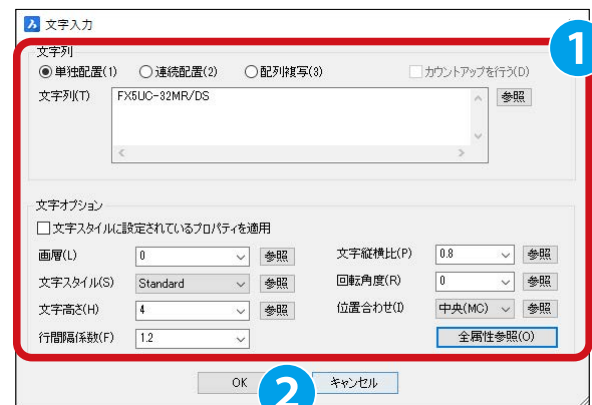 文字入力
1
文字列
単独配置(1) 連続配置(2) 配列複写(3) カウントアップを行う(D)
文字列(T) FX5UC-32MR/DS 参照
文字オプション
文字スタイルに設定されているプロパティを適用
画層(L) 0 参照 文字縦横比(P) 0.8 参照
文字スタイル(S) Standard 参照 回転角度(R) 0 参照
文字高さ(H) 4 参照 位置合わせ(I) 中央(MC) 参照
行間隔係数(F) 1.2 全属性参照(O)
OK 2 キャンセル